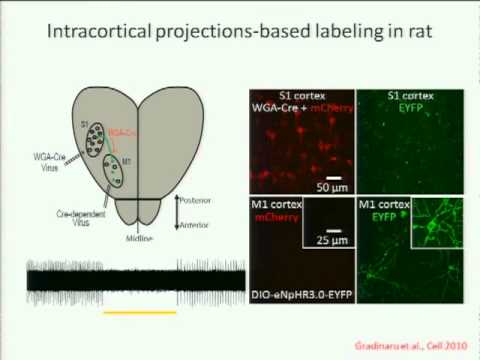 Intracortical projections-based labeling in rat
S1
WGA-Cre
M1
WGA-Cre
Virus
Cre-dependent
Virus
Midline
Posterior
Anterior
S1 cortex
WGA-Cre + mCherry
50 µm
S1 cortex
EYFP
M1 cortex
mCherry
25 µm
DIO-eNpHR3.0-EYFP
M1 cortex
EYFP
Gradinaru et al., Cell 2010